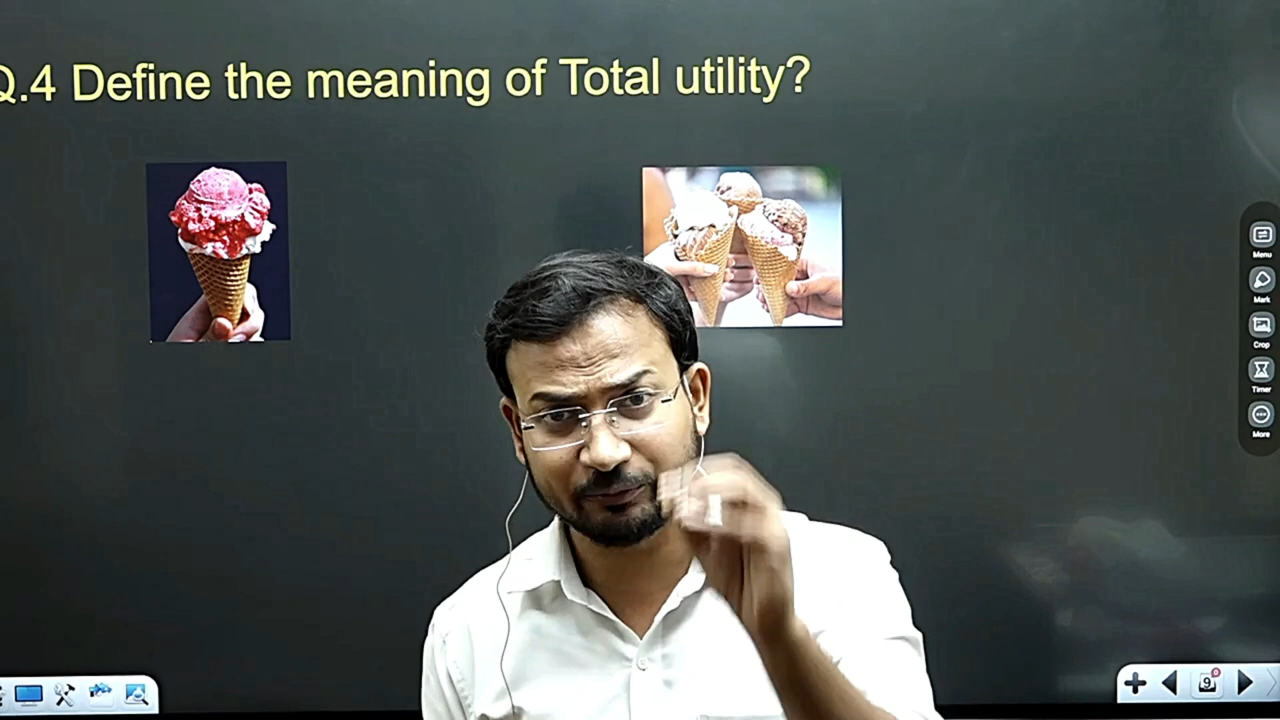 Q.4 Define the meaning of Total utility?
Menu
Mark
Crop
Timer
More
9